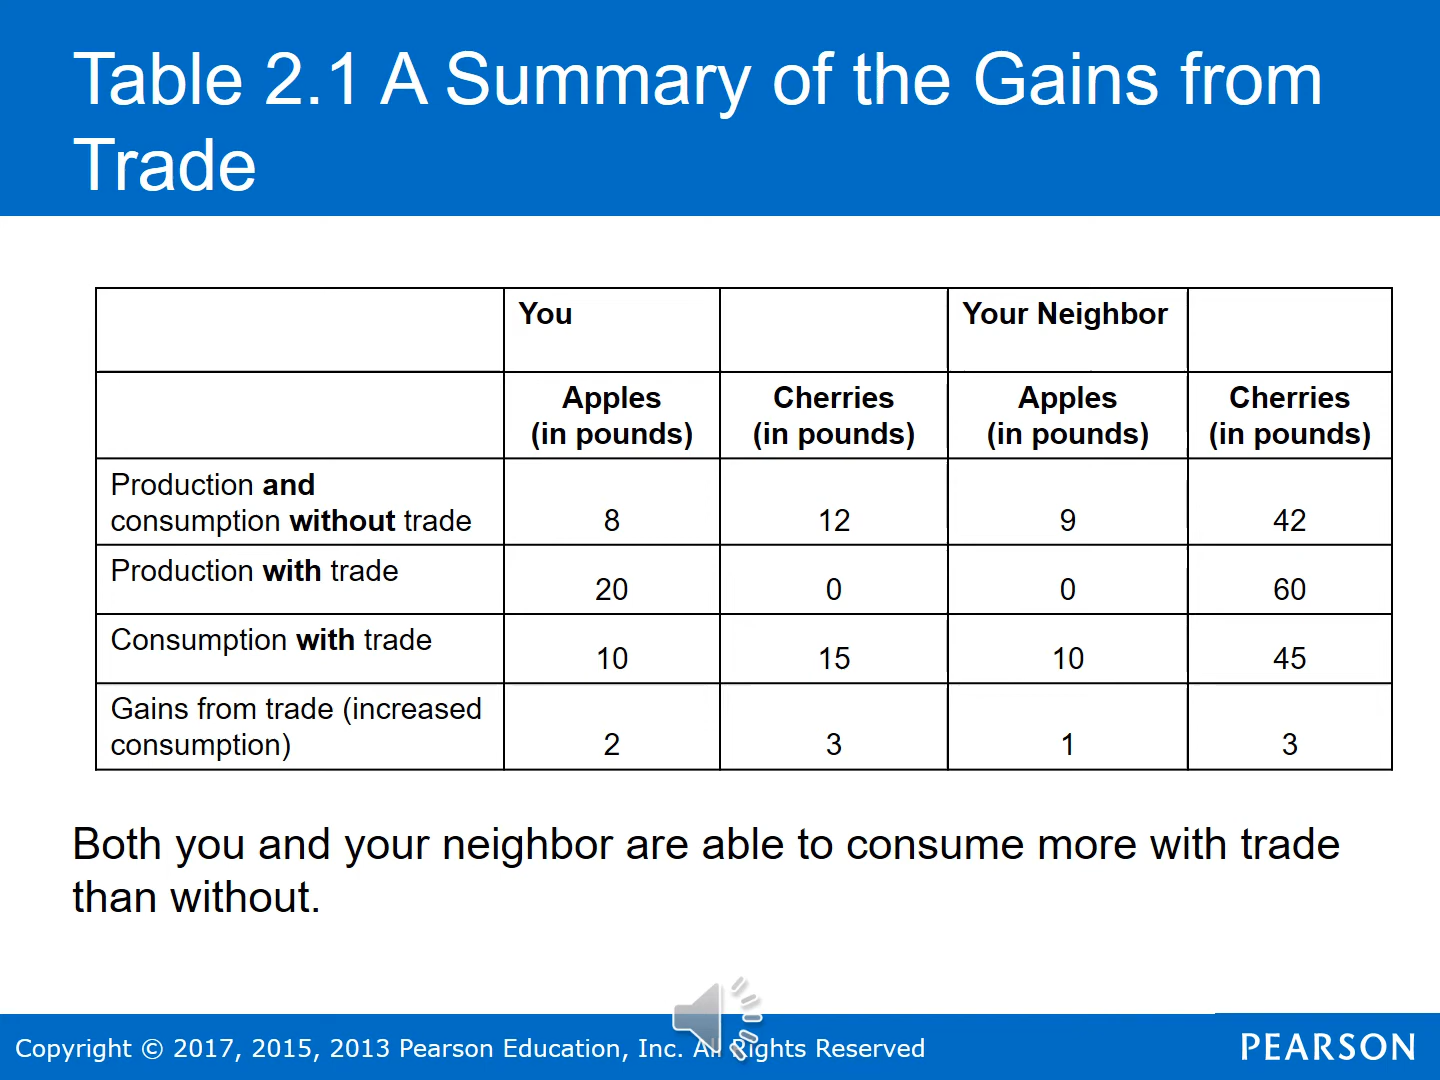 Table 2.1 A Summary of the Gains from
Trade
You Your Neighbor
Apples Cherries Apples Cherries
(in pounds) (in pounds) (in pounds) (in pounds)
Production and
consumption without trade 8 12 9 42
Production with trade 20 0 0 60
Consumption with trade 10 15 10 45
Gains from trade (increased
consumption) 2 3 1 3
Both you and your neighbor are able to consume more with trade
than without.
Copyright © 2017, 2015, 2013 Pearson Education, Inc. All Rights Reserved
PEARSON